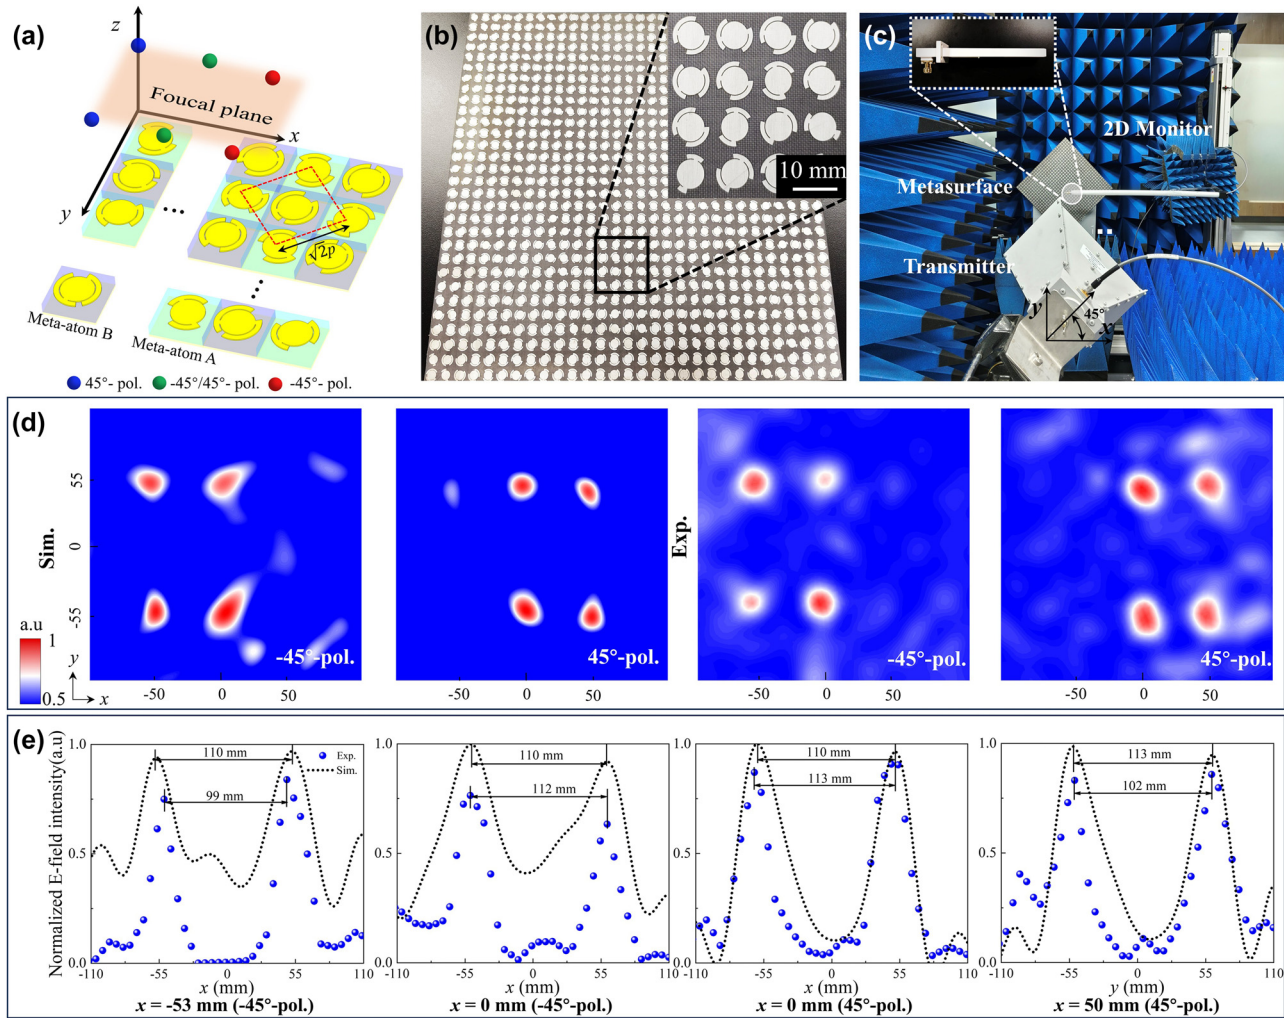 (a)
z
Foucal plane
x
y
√2p
Meta-atom B
Meta-atom A
45°- pol.
-45°/45°- pol.
-45°- pol.
(b)
10 mm
(c)
2D Monitor
Metasurface
Transmitter
y
45°
x
(d)
Sim.
55
0
-55
a.u
1
0.5
y
x
-45°-pol.
-50
0
50
45°-pol.
-50
0
50
Exp.
-45°-pol.
-50
0
50
45°-pol.
-50
0
50
(e)
Normalized E-field intensity(a.u)
1.0
0.5
0.0
110 mm
99 mm
Exp.
Sim.
-110
-55
0
55
110
x (mm)
x = -53 mm (-45°-pol.)
1.0
0.5
0.0
110 mm
112 mm
-110
-55
0
55
110
x (mm)
x = 0 mm (-45°-pol.)
1.0
0.5
0.0
110 mm
113 mm
-110
-55
0
55
110
x (mm)
x = 0 mm (45°-pol.)
1.0
0.5
0.0
113 mm
102 mm
-110
-55
0
55
110
y (mm)
x = 50 mm (45°-pol.)